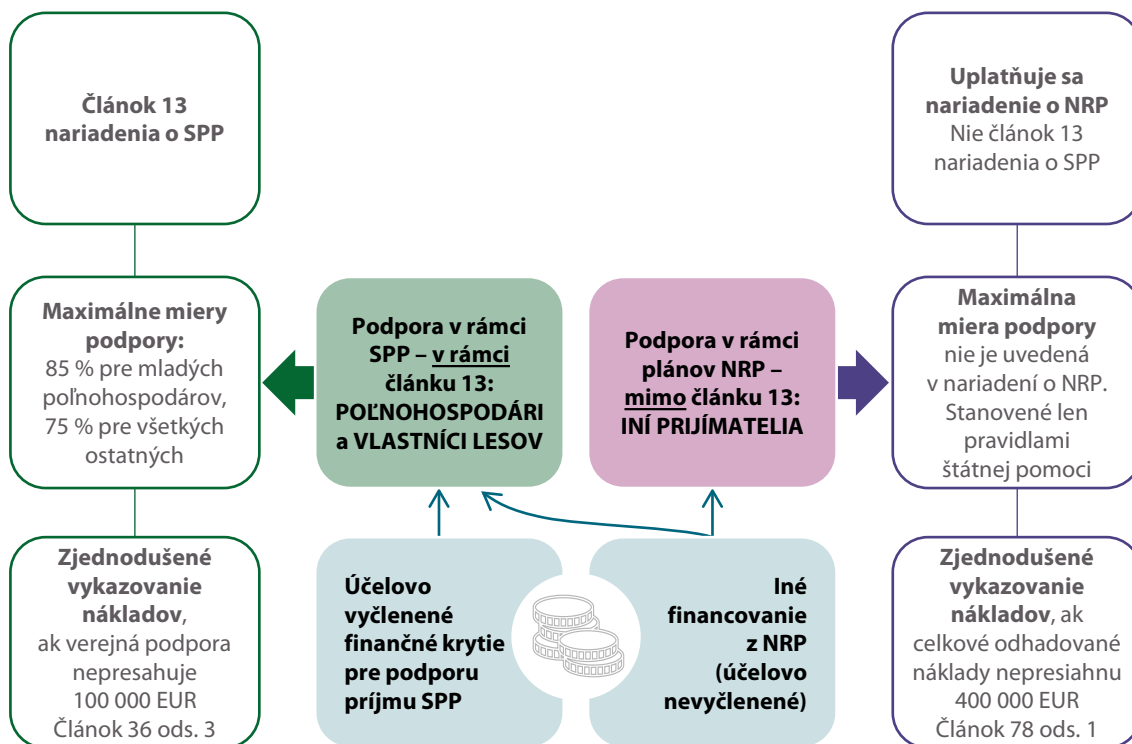 Článok 13
nariadenia o SPP
Maximálne miery
podpory:
85 % pre mladých
poľnohospodárov,
75 % pre všetkých
ostatných
Zjednodušené
vykazovanie
nákladov,
ak verejná podpora
nepresahuje
100 000 EUR
Článok 36 ods. 3
Podpora v rámci
SPP – v rámci
článku 13:
POĽNOHOSPODÁRI
a VLASTNÍCI LESOV
Účelovo
vyčlenené
finančné krytie
pre podporu
príjmu SPP
Podpora v rámci
plánov NRP –
mimo článku 13:
INÍ PRIJÍMATELIA
Iné
financovanie
z NRP
(účelovo
nevyčlenené)
Uplatňuje sa
nariadenie o NRP
Nie článok 13
nariadenia o SPP
Maximálna
miera podpory
nie je uvedená
v nariadení o NRP.
Stanovené len
pravidlami
štátnej pomoci
Zjednodušené
vykazovanie
nákladov, ak
celkové odhadované
náklady nepresiahnu
400 000 EUR
Článok 78 ods. 1